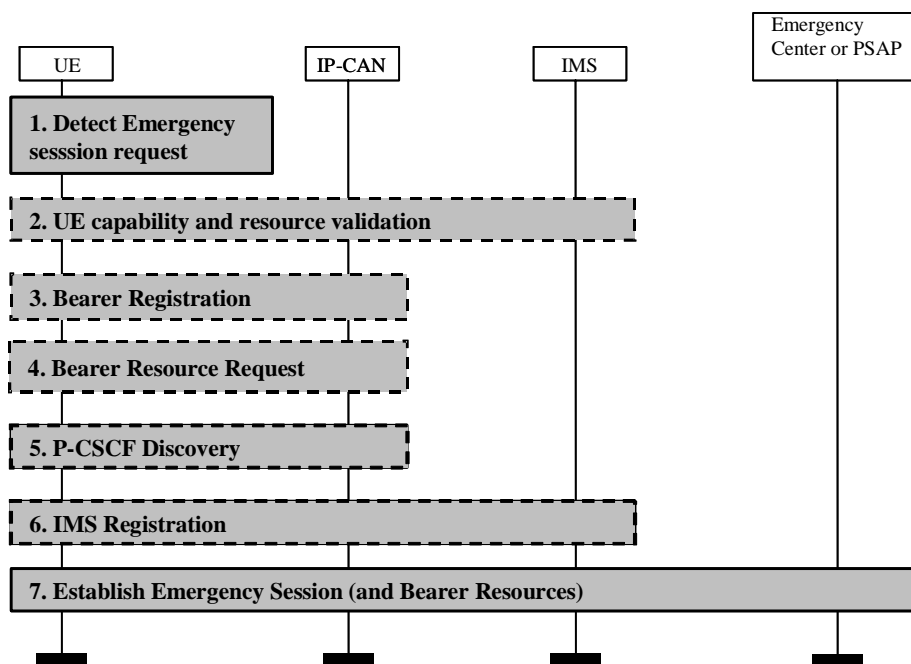 Emergency
Center or PSAP
UE
IP-CAN
IMS
1. Detect Emergency
sesssion request
2. UE capability and resource validation
3. Bearer Registration
4. Bearer Resource Request
5. P-CSCF Discovery
6. IMS Registration
7. Establish Emergency Session (and Bearer Resources)